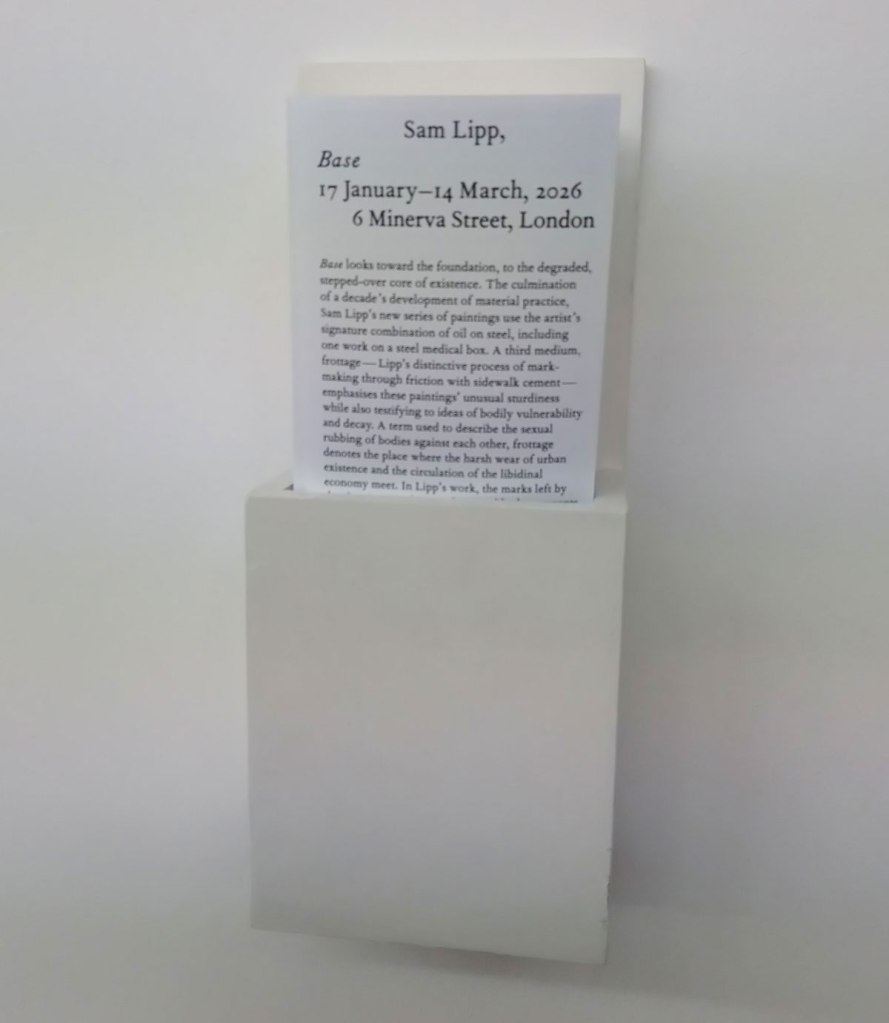 Sam Lipp,
Base
17 January–14 March, 2026
6 Minerva Street, London
Base looks toward the foundation, to the degraded,
stepped-over core of existence. The culmination
of a decade's development of material practice,
Sam Lipp's new series of paintings use the artist's
signature combination of oil on steel, including
one work on a steel medical box. A third medium,
frottage — Lipp's distinctive process of mark-
making through friction with sidewalk cement —
emphasises these paintings' unusual sturdiness
while also testifying to ideas of bodily vulnerability
and decay. A term used to describe the sexual
rubbing of bodies against each other, frottage
denotes the place where the harsh wear of urban
existence and the circulation of the libidinal
economy meet. In Lipp's work, the marks left by